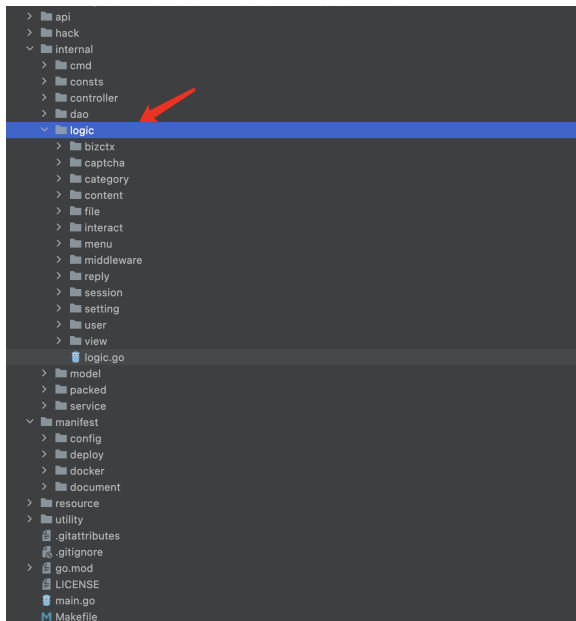 api
hack
internal
cmd
consts
controller
dao
logic
bizctx
captcha
category
content
file
interact
menu
middleware
reply
session
setting
user
view
logic.go
model
packed
service
manifest
config
deploy
docker
document
resource
utility
.gitattributes
.gitignore
go.mod
LICENSE
main.go
Makefile